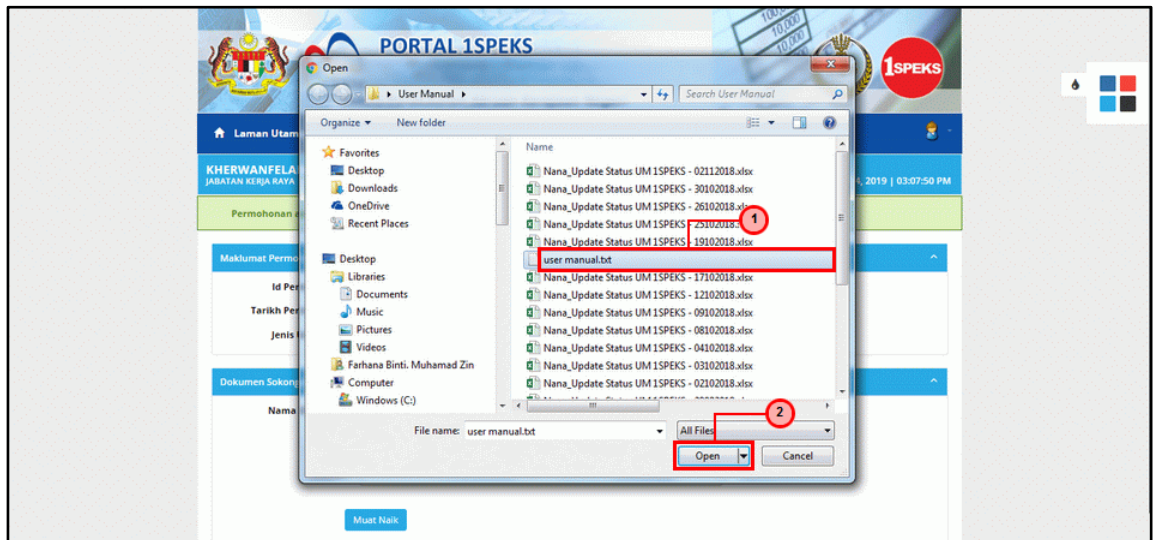 100,000
10,000
10,000
PORTAL 1SPEKS
1SPEKS
Open
User Manual
Search User Manual
Organize
New folder
Laman Utam
KHERWANFELA
JABATAN KERJA RAYA
4, 2019 | 03:07:50 PM
Permohonan a
Favorites
Desktop
Downloads
OneDrive
Recent Places
Desktop
Libraries
Documents
Music
Pictures
Videos
Farhana Binti. Muhamad Zin
Computer
Windows (C:)
Name
Nana_Update Status UM 1SPEKS - 02112018.xlsx
Nana_Update Status UM 1SPEKS - 30102018.xlsx
Nana_Update Status UM 1SPEKS - 26102018.xlsx
Nana_Update Status UM 1SPEKS - 25102018.
1
Nana_Update Status UM 1SPEKS - 19102018.xlsx
user manual.txt
Nana_Update Status UM 1SPEKS - 17102018.xlsx
Nana_Update Status UM 1SPEKS - 12102018.xlsx
Nana_Update Status UM 1SPEKS - 09102018.xlsx
Nana_Update Status UM 1SPEKS - 08102018.xlsx
Nana_Update Status UM 1SPEKS - 04102018.xlsx
Nana_Update Status UM 1SPEKS - 03102018.xlsx
Nana_Update Status UM 1SPEKS - 02102018.xlsx
Maklumat Permo
Id Per
Tarikh Per
Jenis
Dokumen Sokong
Nama
2
File name: user manual.txt
All Files
Open
Cancel
Muat Naik